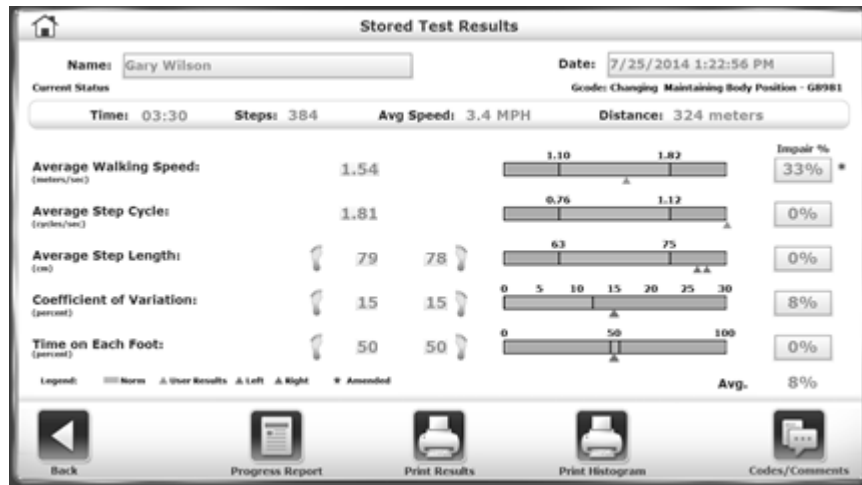 Stored Test Results
Name: Gary Wilson Date: 7/25/2014 1:22:56 PM
Current Status Gcode: Changing Maintaining Body Position - G8981
Time: 03:30 Steps: 384 Avg Speed: 3.4 MPH Distance: 324 meters
Impair %
1.10 1.82
Average Walking Speed: 1.54 33% *
(meters/sec)
0.76 1.12
Average Step Cycle: 1.81 0%
(cycles/sec)
63 75
Average Step Length: 79 78 0%
(cm)
0 5 10 15 20 25 30
Coefficient of Variation: 15 15 8%
(percent)
0 50 100
Time on Each Foot: 50 50 0%
(percent)
Legend: Norm User Results Left Right * Amended Avg. 8%
Back Progress Report Print Results Print Histogram Codes/Comments